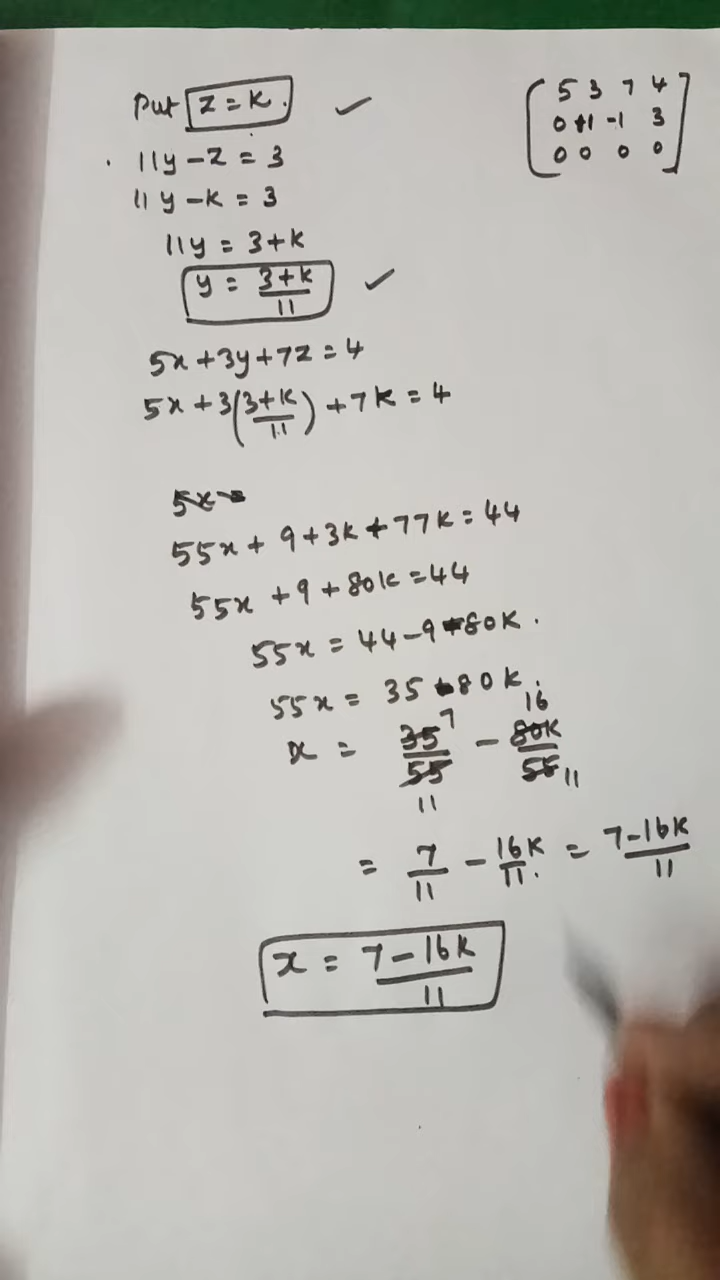 Put z = k.
11y - z = 3
11y - k = 3
11y = 3+k
y = (3+k)/11
5x + 3y + 7z = 4
5x + 3((3+k)/11) + 7k = 4
55x + 9 + 3k + 77k = 44
55x + 9 + 80k = 44
55x = 44 - 9 - 80k.
55x = 35 - 80k.
x = 35/55 - 80k/55
7 16
11 11
= 7/11 - 16k/11. = (7-16k)/11
x = (7-16k)/11
5 3 7 4
0 11 -1 3
0 0 0 0